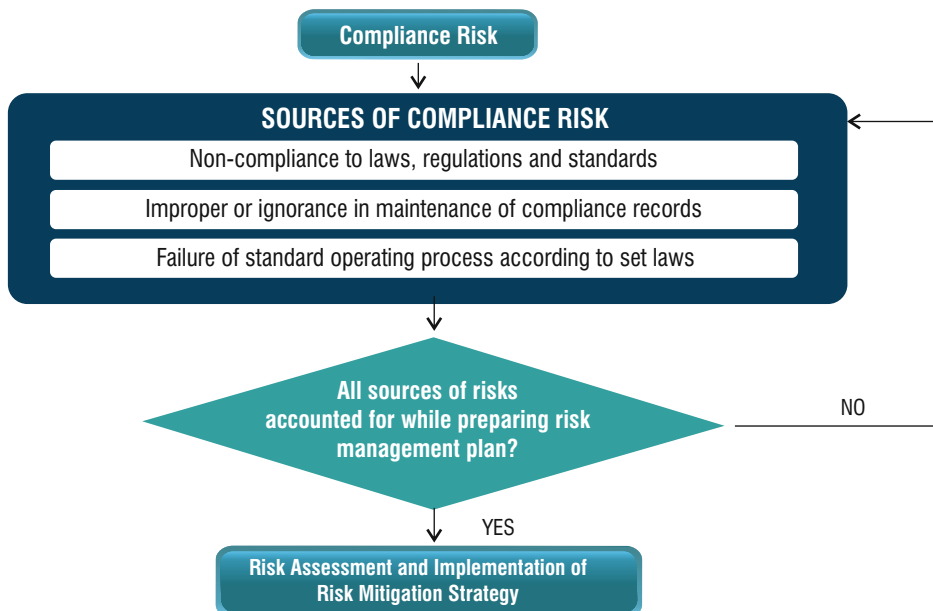 Compliance Risk
SOURCES OF COMPLIANCE RISK
Non-compliance to laws, regulations and standards
Improper or ignorance in maintenance of compliance records
Failure of standard operating process according to set laws
All sources of risks
accounted for while preparing risk
management plan?
NO
YES
Risk Assessment and Implementation of
Risk Mitigation Strategy